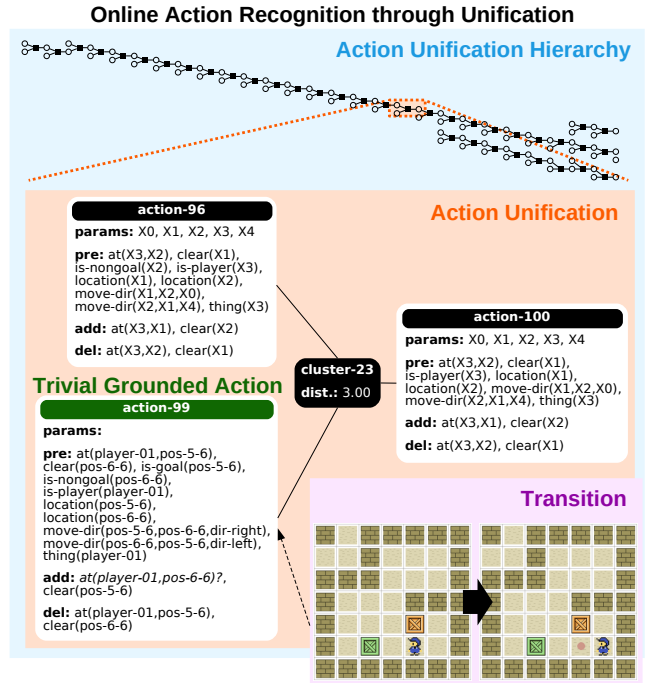 Online Action Recognition through Unification
Action Unification Hierarchy
Action Unification
action-96
params: X0, X1, X2, X3, X4
pre: at(X3,X2), clear(X1),
is-nongoal(X2), is-player(X3),
location(X1), location(X2),
move-dir(X1,X2,X0),
move-dir(X2,X1,X4), thing(X3)
add: at(X3,X1), clear(X2)
del: at(X3,X2), clear(X1)
action-100
params: X0, X1, X2, X3, X4
pre: at(X3,X2), clear(X1),
is-player(X3), location(X1),
location(X2), move-dir(X1,X2,X0),
move-dir(X2,X1,X4), thing(X3)
add: at(X3,X1), clear(X2)
del: at(X3,X2), clear(X1)
cluster-23
dist.: 3.00
Trivial Grounded Action
action-99
params:
pre: at(player-01,pos-5-6),
clear(pos-6-6), is-goal(pos-5-6),
is-nongoal(pos-6-6),
is-player(player-01),
location(pos-5-6),
location(pos-6-6),
move-dir(pos-5-6,pos-6-6,dir-right),
move-dir(pos-6-6,pos-5-6,dir-left),
thing(player-01)
add: at(player-01,pos-6-6)?,
clear(pos-5-6)
del: at(player-01,pos-5-6),
clear(pos-6-6)
Transition